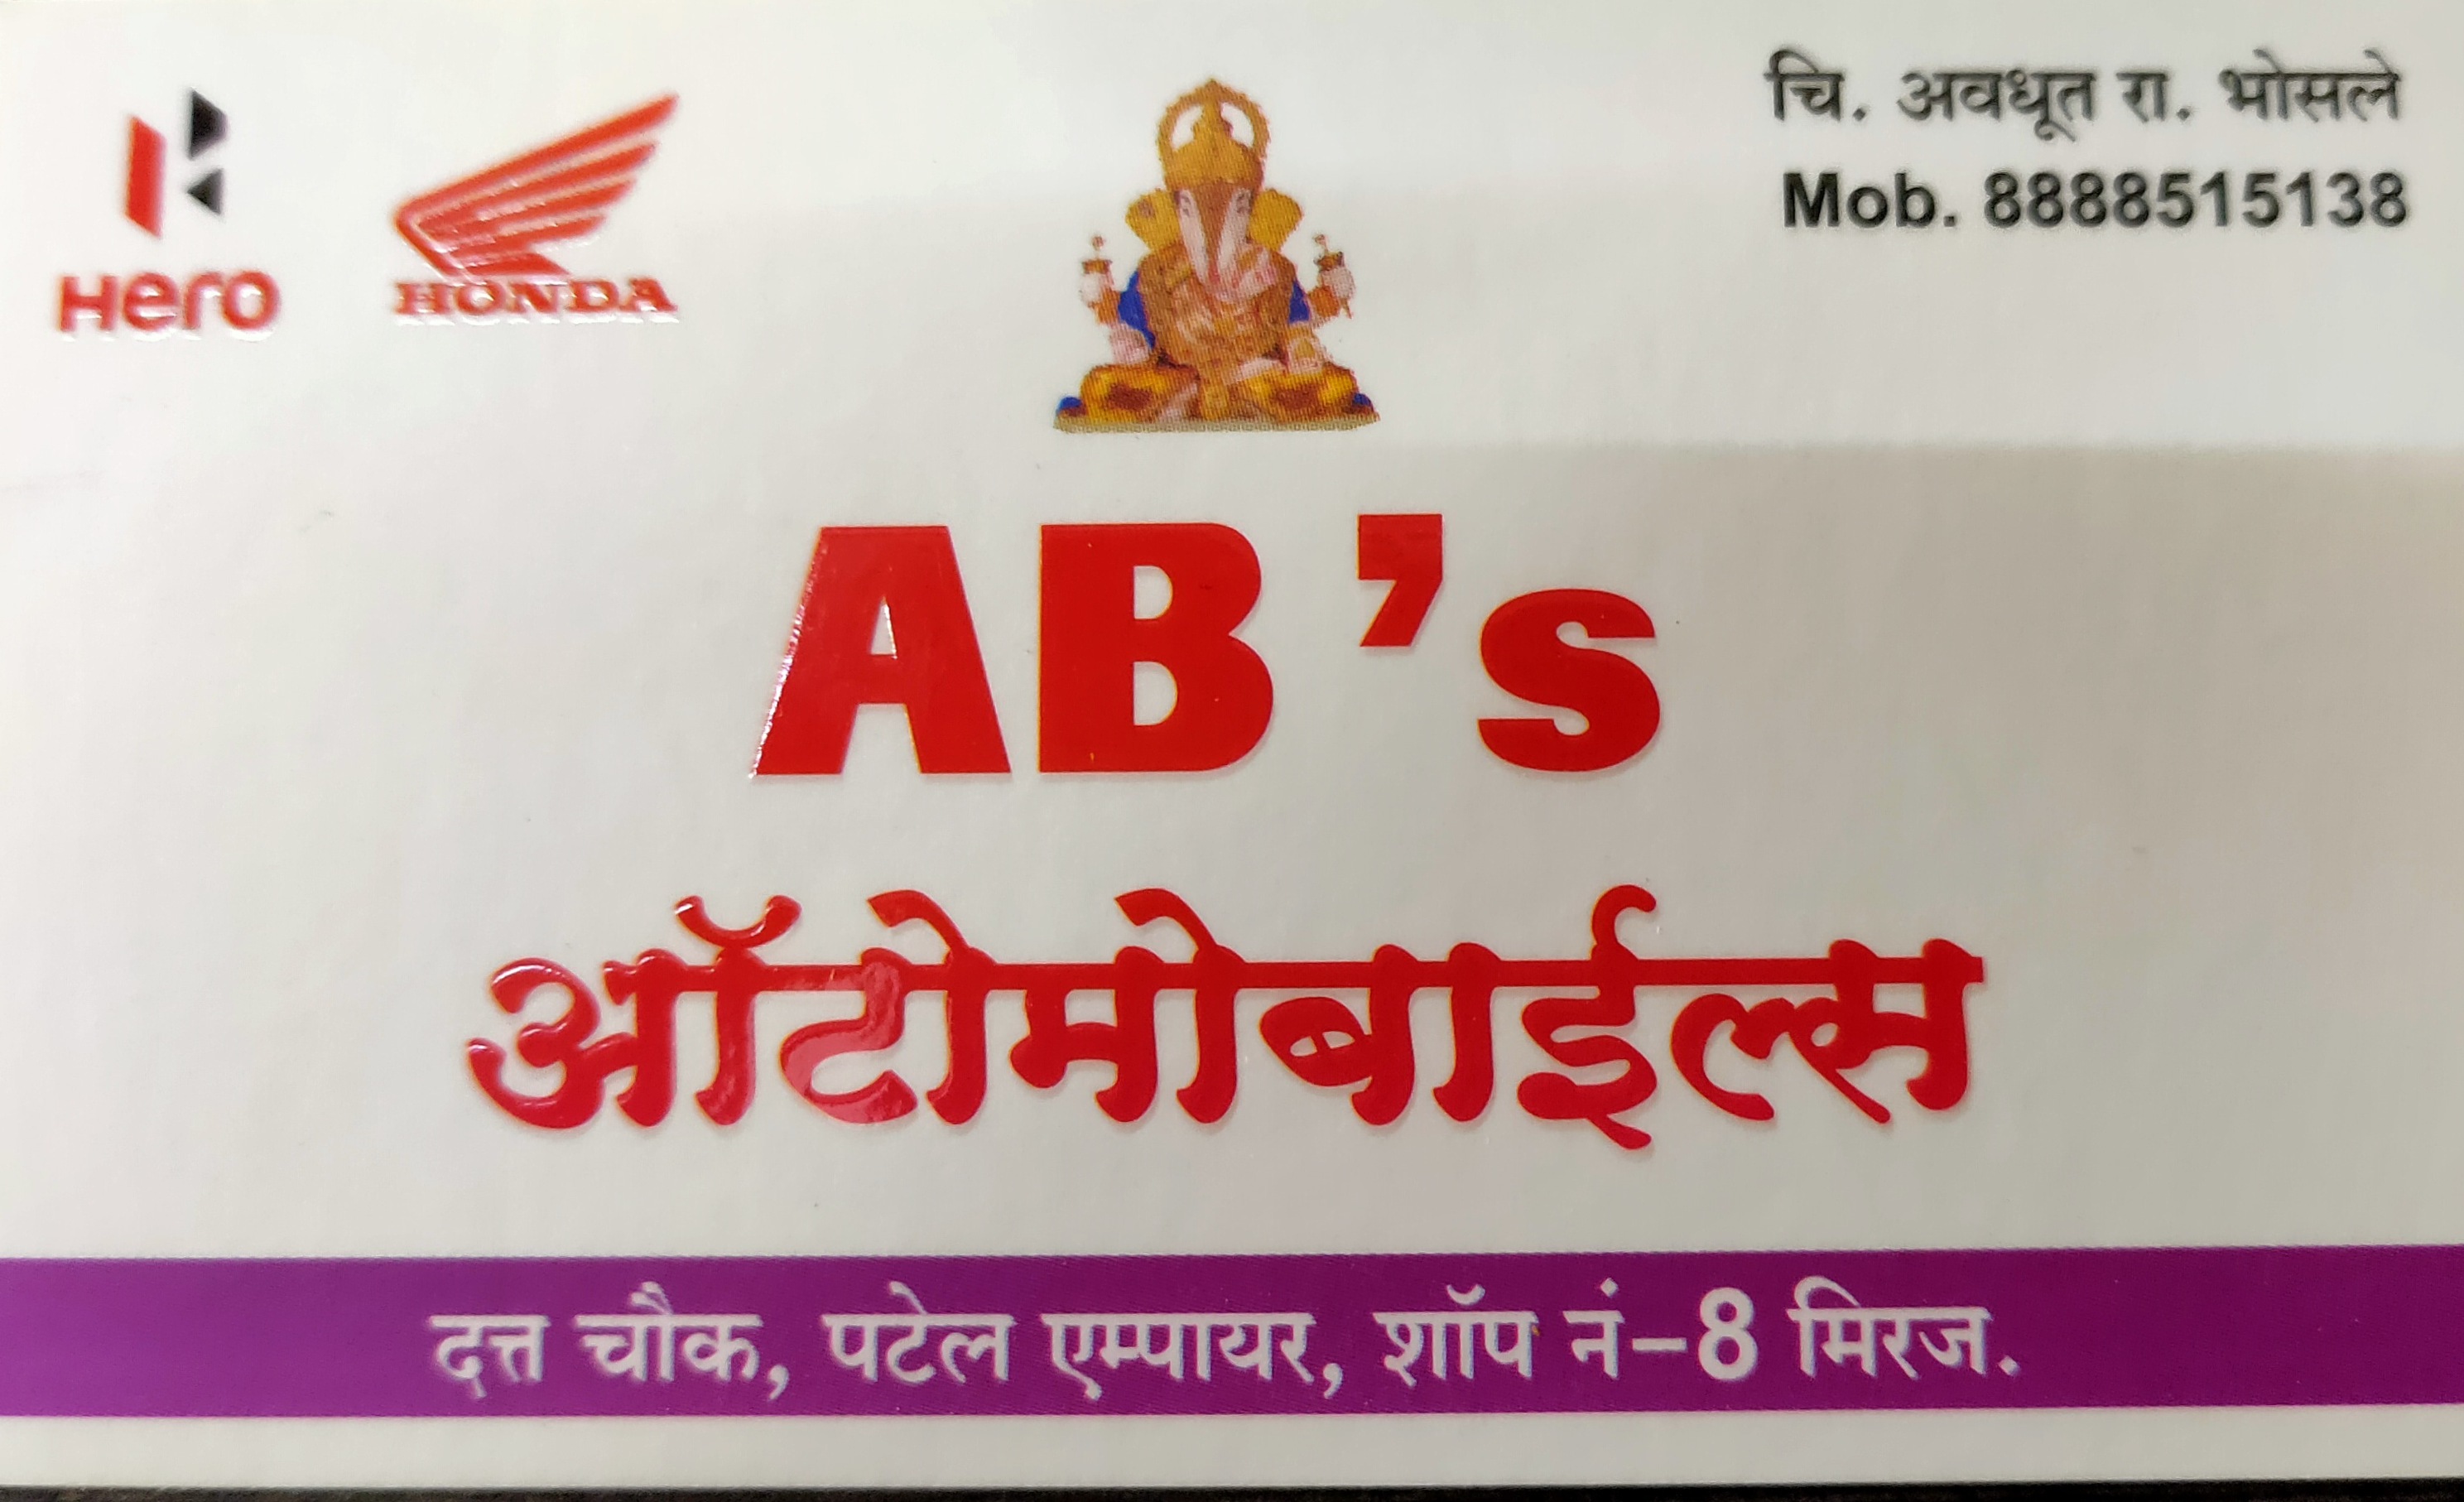 Hero
HONDA
चि. अवधूत रा. भोसले
Mob. 8888515138
AB's
ऑटोमोबाईल्स
दत्त चौक, पटेल एम्पायर, शॉप नं-8 मिरज.